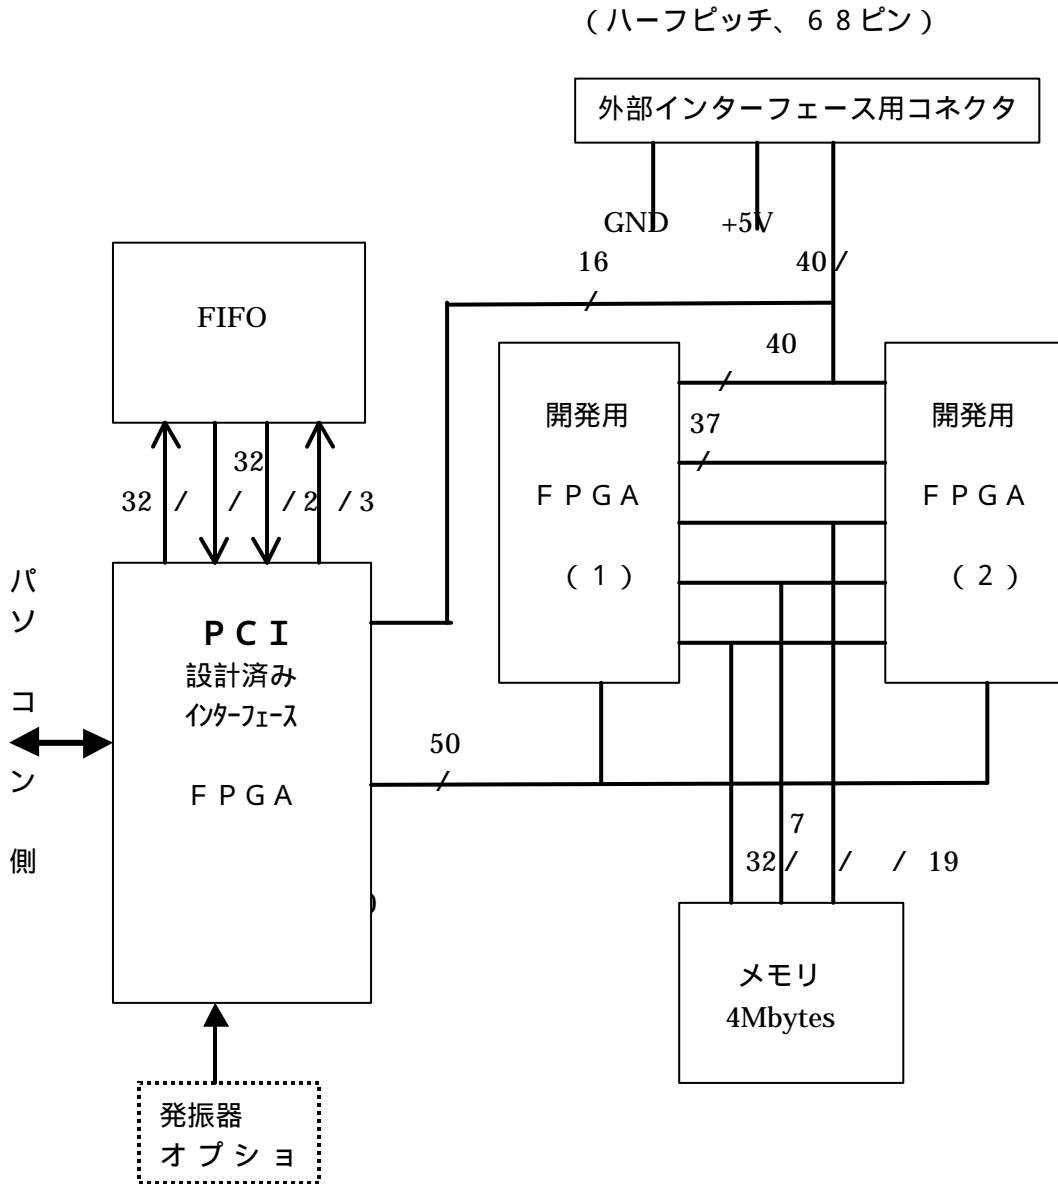 (ハーフピッチ、68ピン)
外部インターフェース用コネクタ
GND
+5V
16
40/
/
FIFO
40
/
開発用
37
/
開発用
FPGA
FPGA
(1)
(2)
32
32 / / /2 /3
パソコン側
PCI
設計済み
インターフェース
FPGA
50
/
7
32/ / / 19
メモリ
4Mbytes
発振器
オプショ